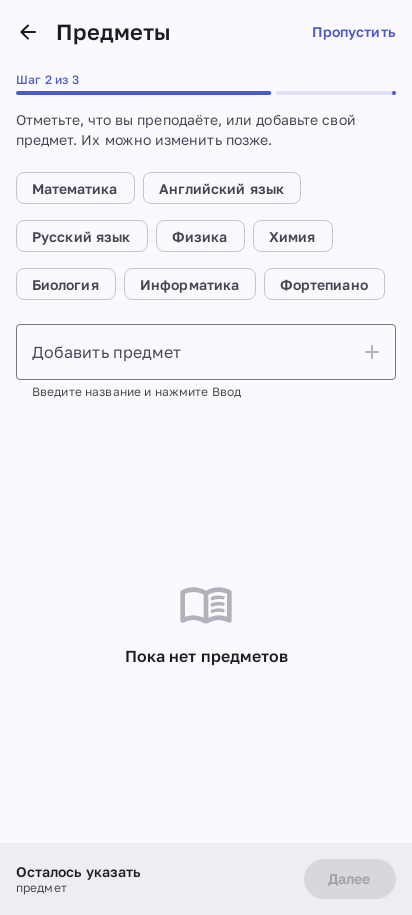 Предметы
Пропустить
Шаг 2 из 3
Отметьте, что вы преподаёте, или добавьте свой
предмет. Их можно изменить позже.
Математика
Английский язык
Русский язык
Физика
Химия
Биология
Информатика
Фортепиано
Добавить предмет
Введите название и нажмите Ввод
Пока нет предметов
Осталось указать
предмет
Далее